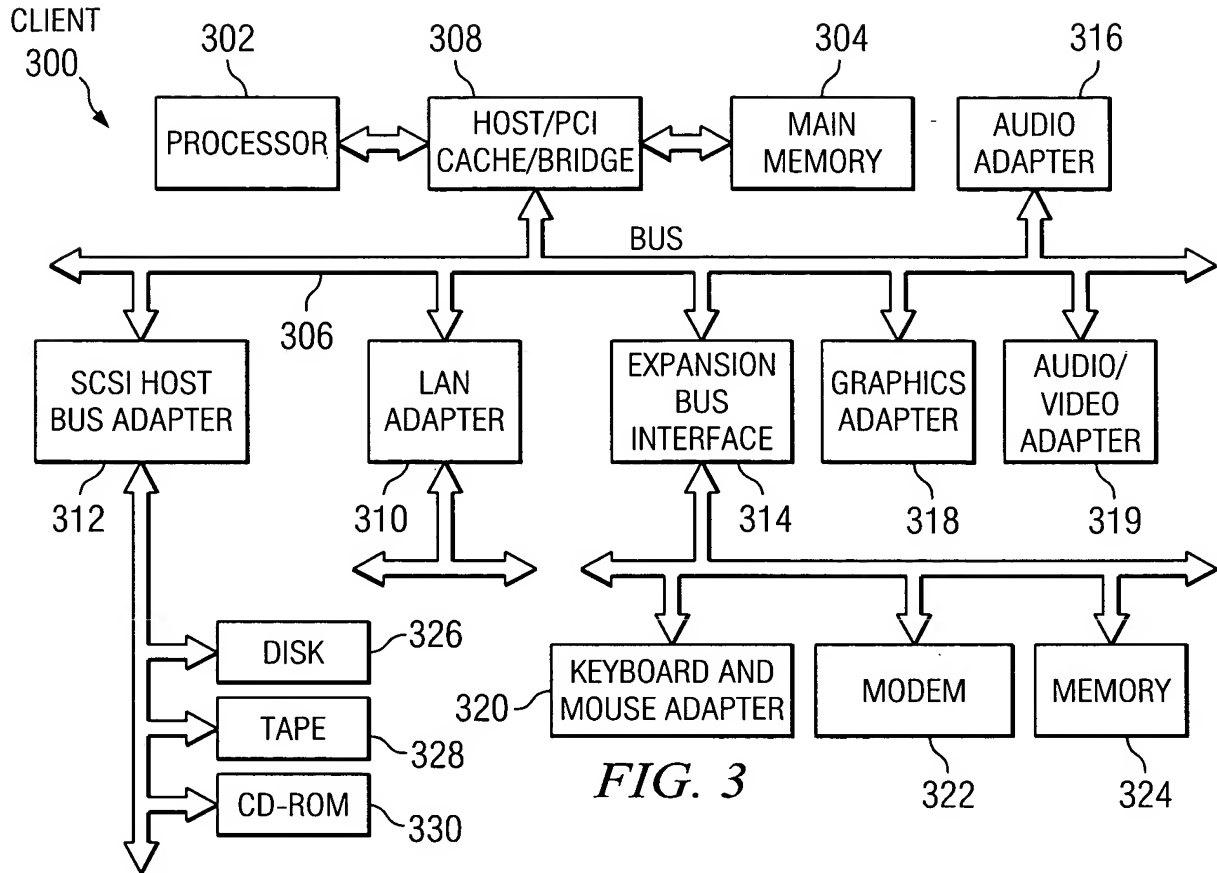 CLIENT
300
302
308
304
316
PROCESSOR
HOST/PCI
CACHE/BRIDGE
MAIN
MEMORY
AUDIO
ADAPTER
BUS
306
SCSI HOST
BUS ADAPTER
LAN
ADAPTER
EXPANSION
BUS
INTERFACE
GRAPHICS
ADAPTER
AUDIO/
VIDEO
ADAPTER
312
310
314
318
319
DISK
326
TAPE
328
CD-ROM
330
320
KEYBOARD AND
MOUSE ADAPTER
MODEM
MEMORY
322
324
FIG. 3